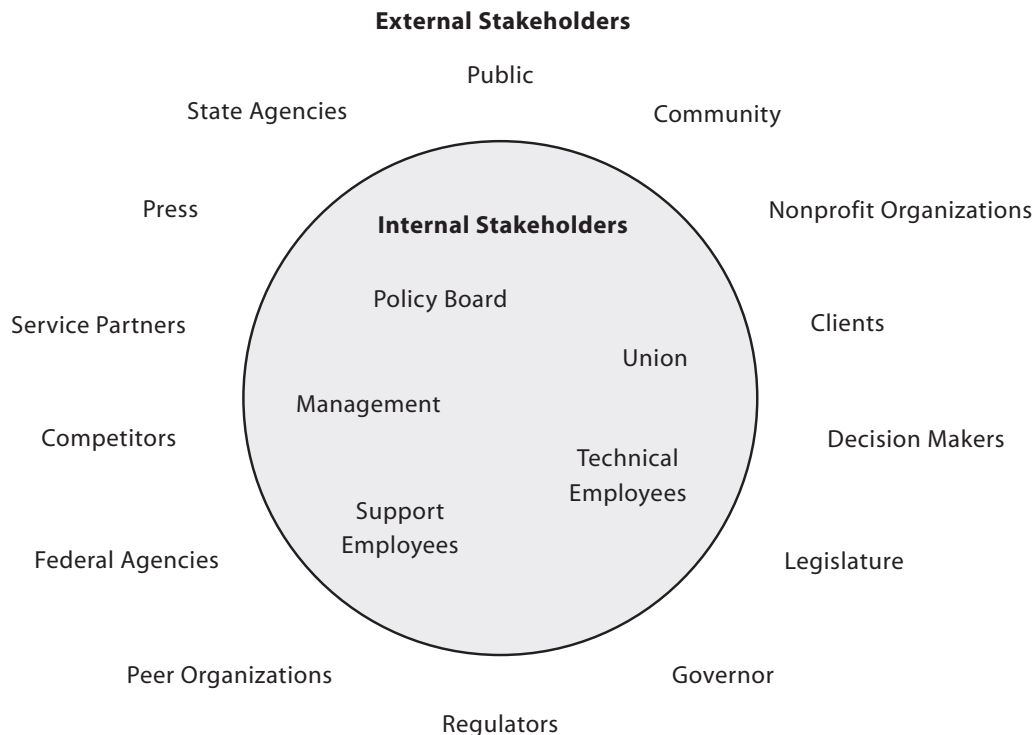 External Stakeholders
Public
State Agencies
Community
Press
Nonprofit Organizations
Internal Stakeholders
Policy Board
Service Partners
Clients
Union
Management
Competitors
Decision Makers
Technical
Employees
Support
Employees
Federal Agencies
Legislature
Peer Organizations
Governor
Regulators